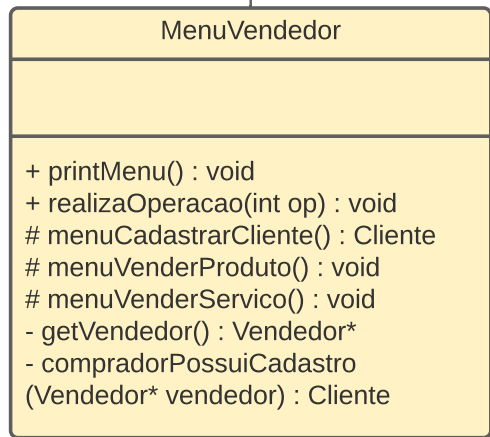 MenuVendedor
+ printMenu() : void
+ realizaOperacao(int op) : void
# menuCadastrarCliente() : Cliente
# menuVenderProduto() : void
# menuVenderServico() : void
- getVendedor() : Vendedor*
- compradorPossuiCadastro
(Vendedor* vendedor) : Cliente